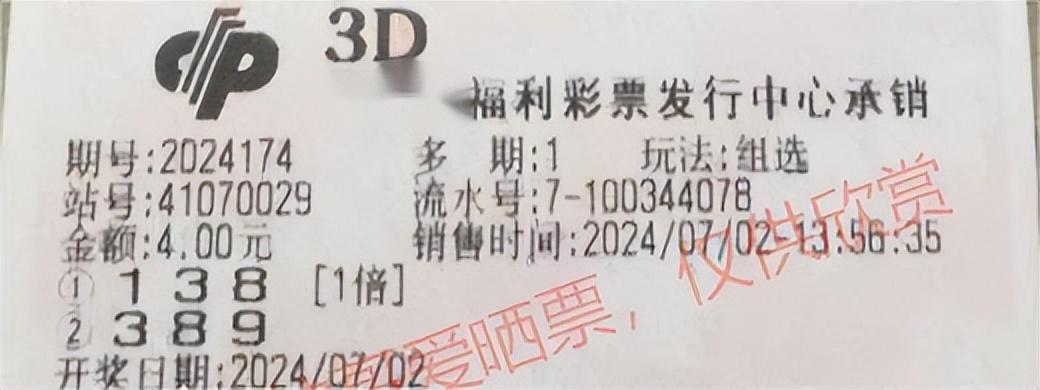 3D
福利彩票发行中心承销
期号:2024174 多 期:1 玩法:组选
站号:41070029 流水号:7-100344078
金额:4.00元 销售时间:2024/07/02-13:56:35
① 1 3 8 [1倍]
② 3 8 9
开奖日期:2024/07/02
爱晒票,仅供欣赏